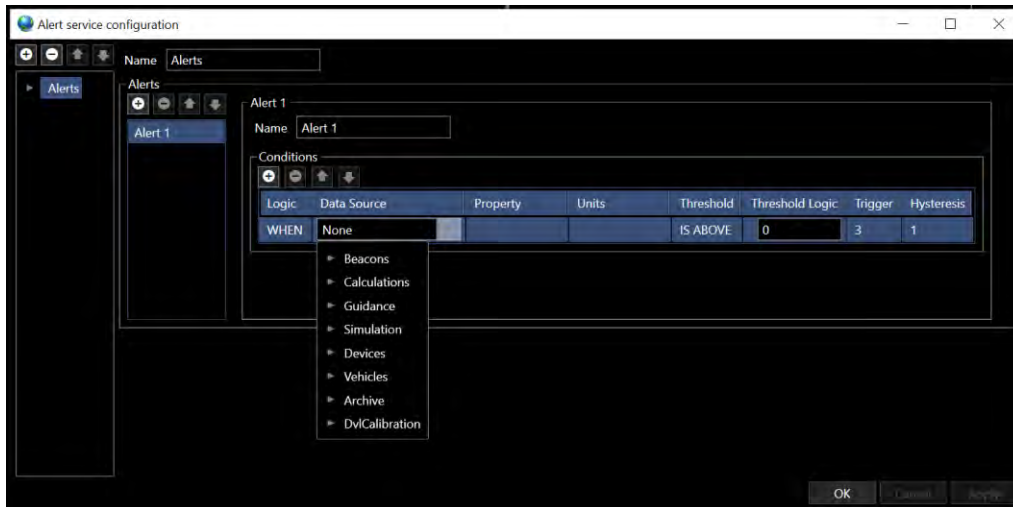 Alert service configuration
Name Alerts
Alerts
Alerts
Alert 1
Alert 1
Name Alert 1
Conditions
Logic Data Source Property Units Threshold Threshold Logic Trigger Hysteresis
WHEN None IS ABOVE 0 3 1
Beacons
Calculations
Guidance
Simulation
Devices
Vehicles
Archive
DvlCalibration
OK Cancel Apply